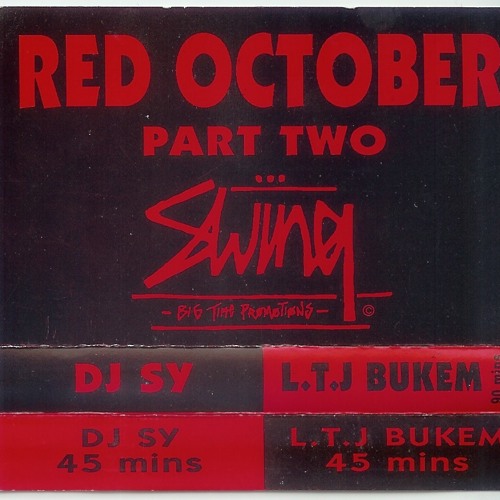 RED OCTOBER
PART TWO
Swing
- BIG TIME PROMOTIONS - ©
DJ SY
L.T.J BUKEM
90 min
DJ SY
45 mins
L.T.J BUKEM
45 mins